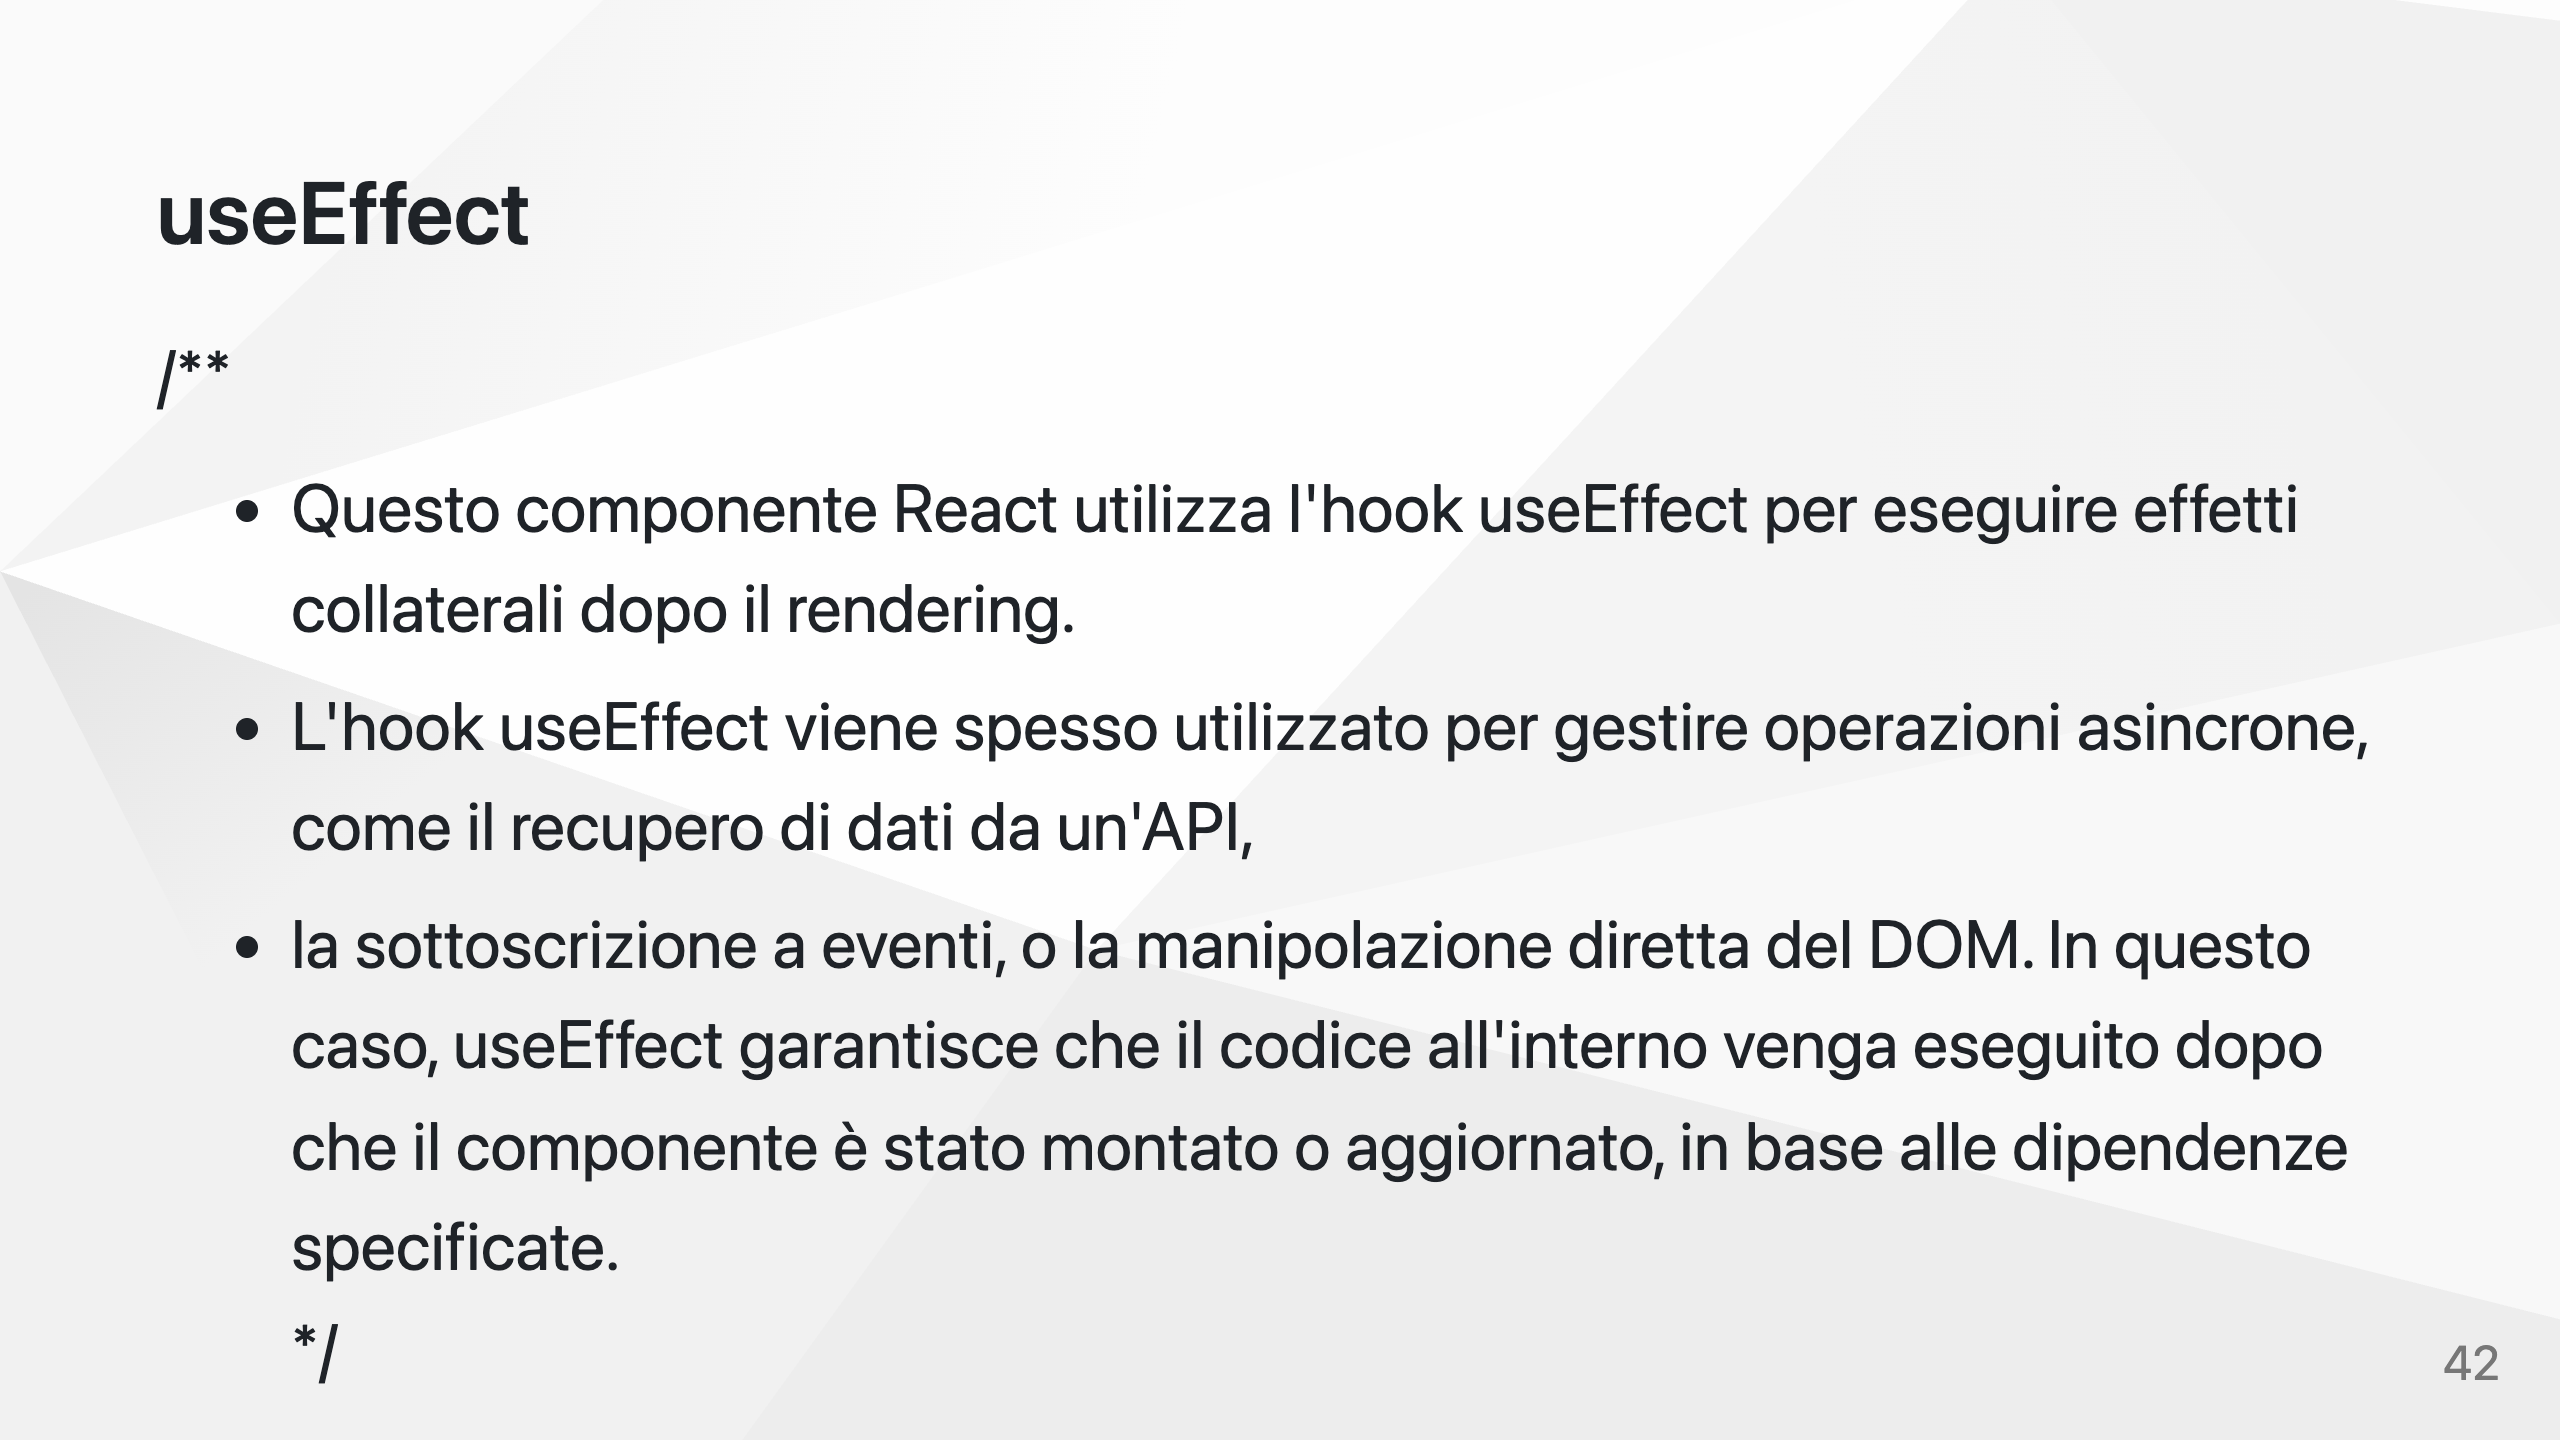 useEffect
/**
• Questo componente React utilizza l'hook useEffect per eseguire effetti
collaterali dopo il rendering.
• L'hook useEffect viene spesso utilizzato per gestire operazioni asincrone,
come il recupero di dati da un'API,
• la sottoscrizione a eventi, o la manipolazione diretta del DOM. In questo
caso, useEffect garantisce che il codice all'interno venga eseguito dopo
che il componente è stato montato o aggiornato, in base alle dipendenze
specificate.
*/
42